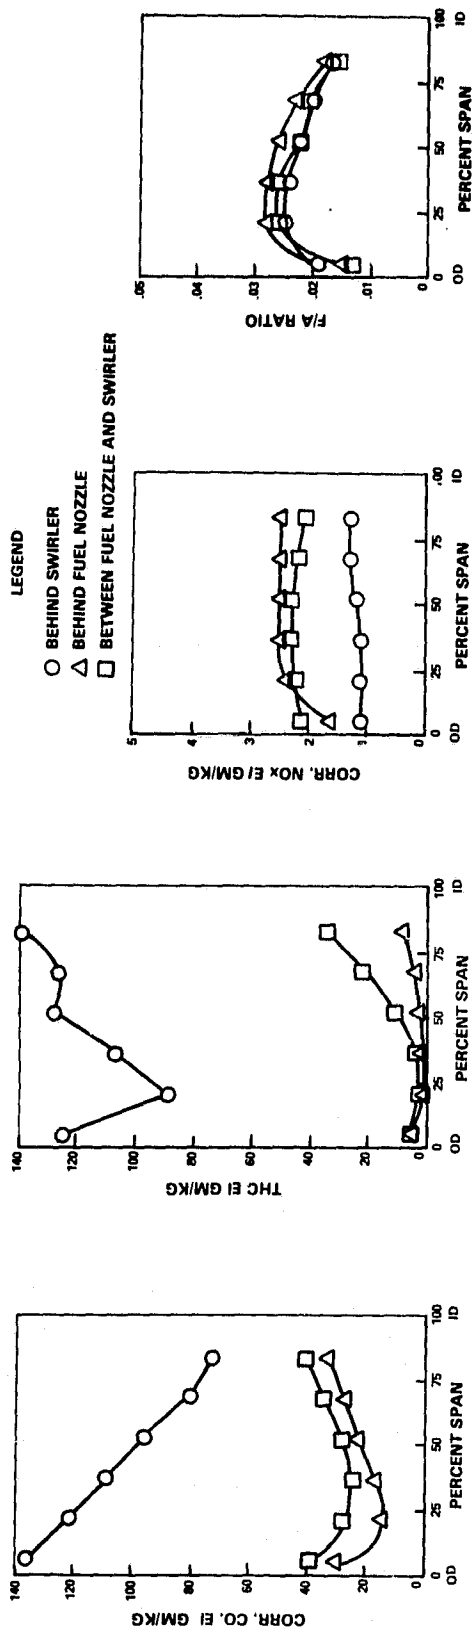 LEGEND
BEHIND SWIRLER
BEHIND FUEL NOZZLE
BETWEEN FUEL NOZZLE AND SWIRLER
CORR. CO. EI GM/KG
140
120
100
80
60
40
20
0
0 25 50 75 100
OD PERCENT SPAN ID
THC EI GM/KG
140
120
100
80
60
40
20
0
0 25 50 75 100
OD PERCENT SPAN ID
CORR. NOx EI GM/KG
5
4
3
2
1
0
0 25 50 75 .00
OD PERCENT SPAN ID
F/A RATIO
.05
.04
.03
.02
.01
0
0 25 50 75 100
OD PERCENT SPAN ID